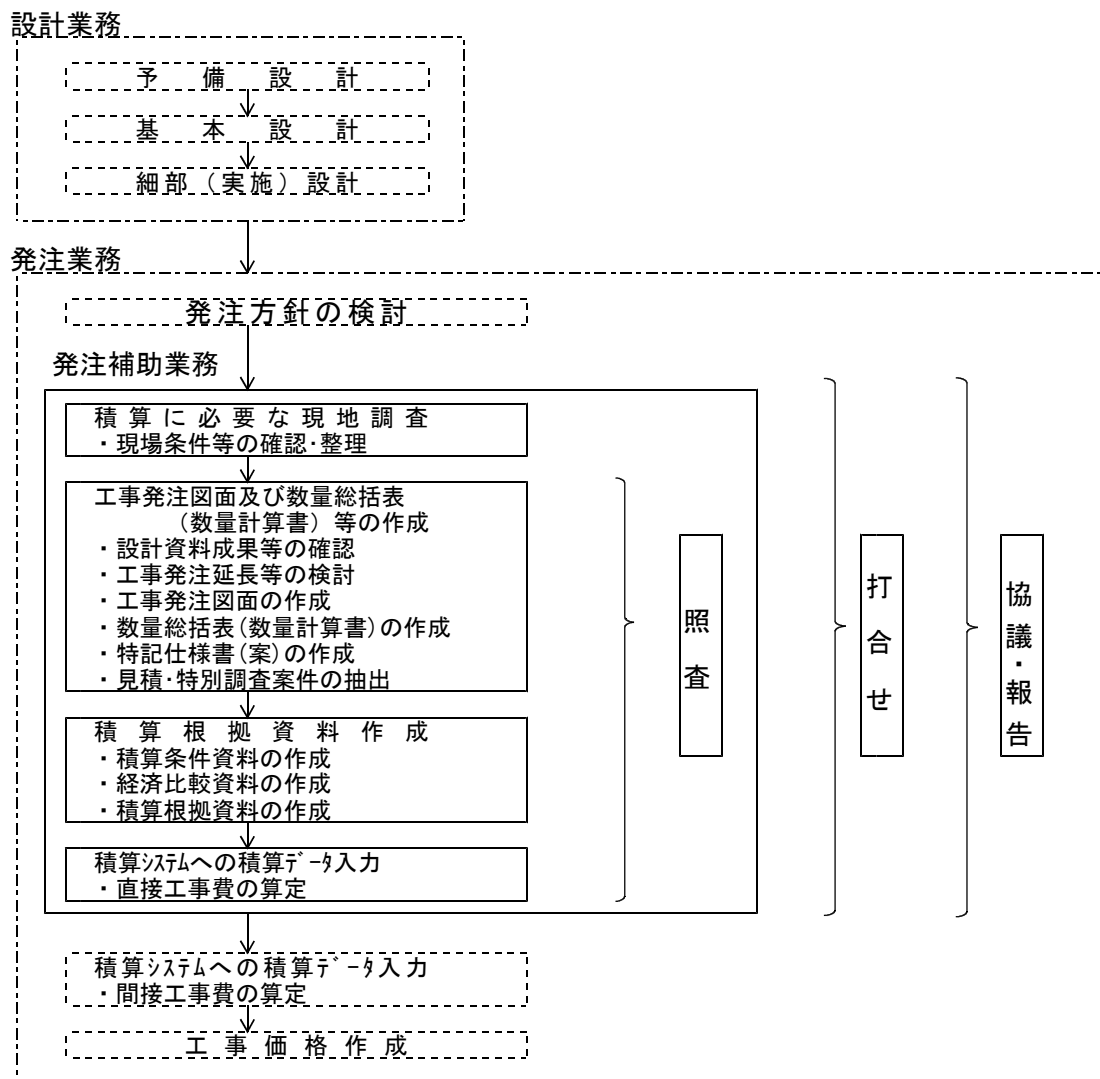 設計業務
予備設計
基本設計
細部(実施)設計
発注業務
発注方針の検討
発注補助業務
積算に必要な現地調査
・現場条件等の確認・整理
工事発注図面及び数量総括表
(数量計算書)等の作成
・設計資料成果等の確認
・工事発注延長等の検討
・工事発注図面の作成
・数量総括表(数量計算書)の作成
・特記仕様書(案)の作成
・見積・特別調査案件の抽出
積算根拠資料作成
・積算条件資料の作成
・経済比較資料の作成
・積算根拠資料の作成
積算システムへの積算データ入力
・直接工事費の算定
照査
打合せ
協議・報告
積算システムへの積算データ入力
・間接工事費の算定
工事価格作成